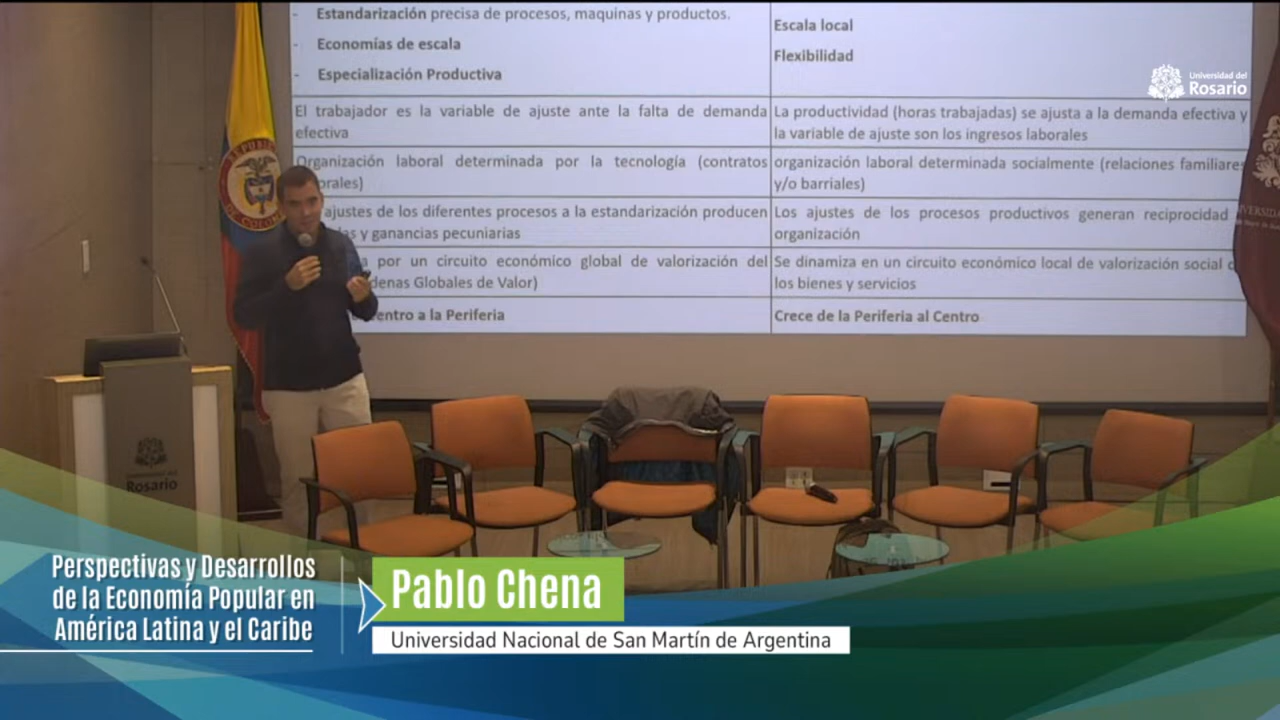 - Estandarización precisa de procesos, maquinas y productos.
- Economías de escala
- Especialización Productiva
Escala local
Flexibilidad
Universidad del
Rosario
El trabajador es la variable de ajuste ante la falta de demanda
efectiva
La productividad (horas trabajadas) se ajusta a la demanda efectiva y
la variable de ajuste son los ingresos laborales
Organización laboral determinada por la tecnología (contratos
organización laboral determinada socialmente (relaciones familiares
y/o barriales)
ajustes de los diferentes procesos a la estandarización producen
y ganancias pecuniarias
Los ajustes de los procesos productivos generan reciprocidad
organización
por un circuito económico global de valorización del
Globales de Valor)
Se dinamiza en un circuito económico local de valorización social
los bienes y servicios
a la Periferia
Crece de la Periferia al Centro
Universidad del
Rosario
Perspectivas y Desarrollos
de la Economía Popular en
América Latina y el Caribe
Pablo Chena
Universidad Nacional de San Martín de Argentina